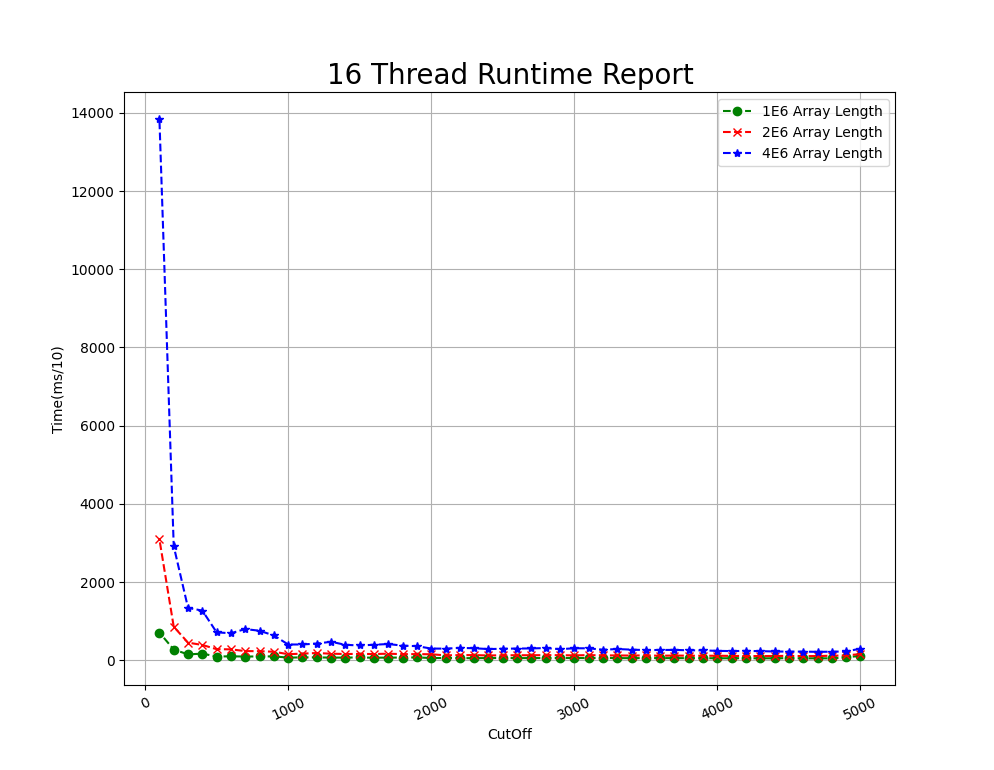 16 Thread Runtime Report
1E6 Array Length
2E6 Array Length
4E6 Array Length
Time(ms/10)
14000
12000
10000
8000
6000
4000
2000
0
0
1000
2000
3000
4000
5000
CutOff